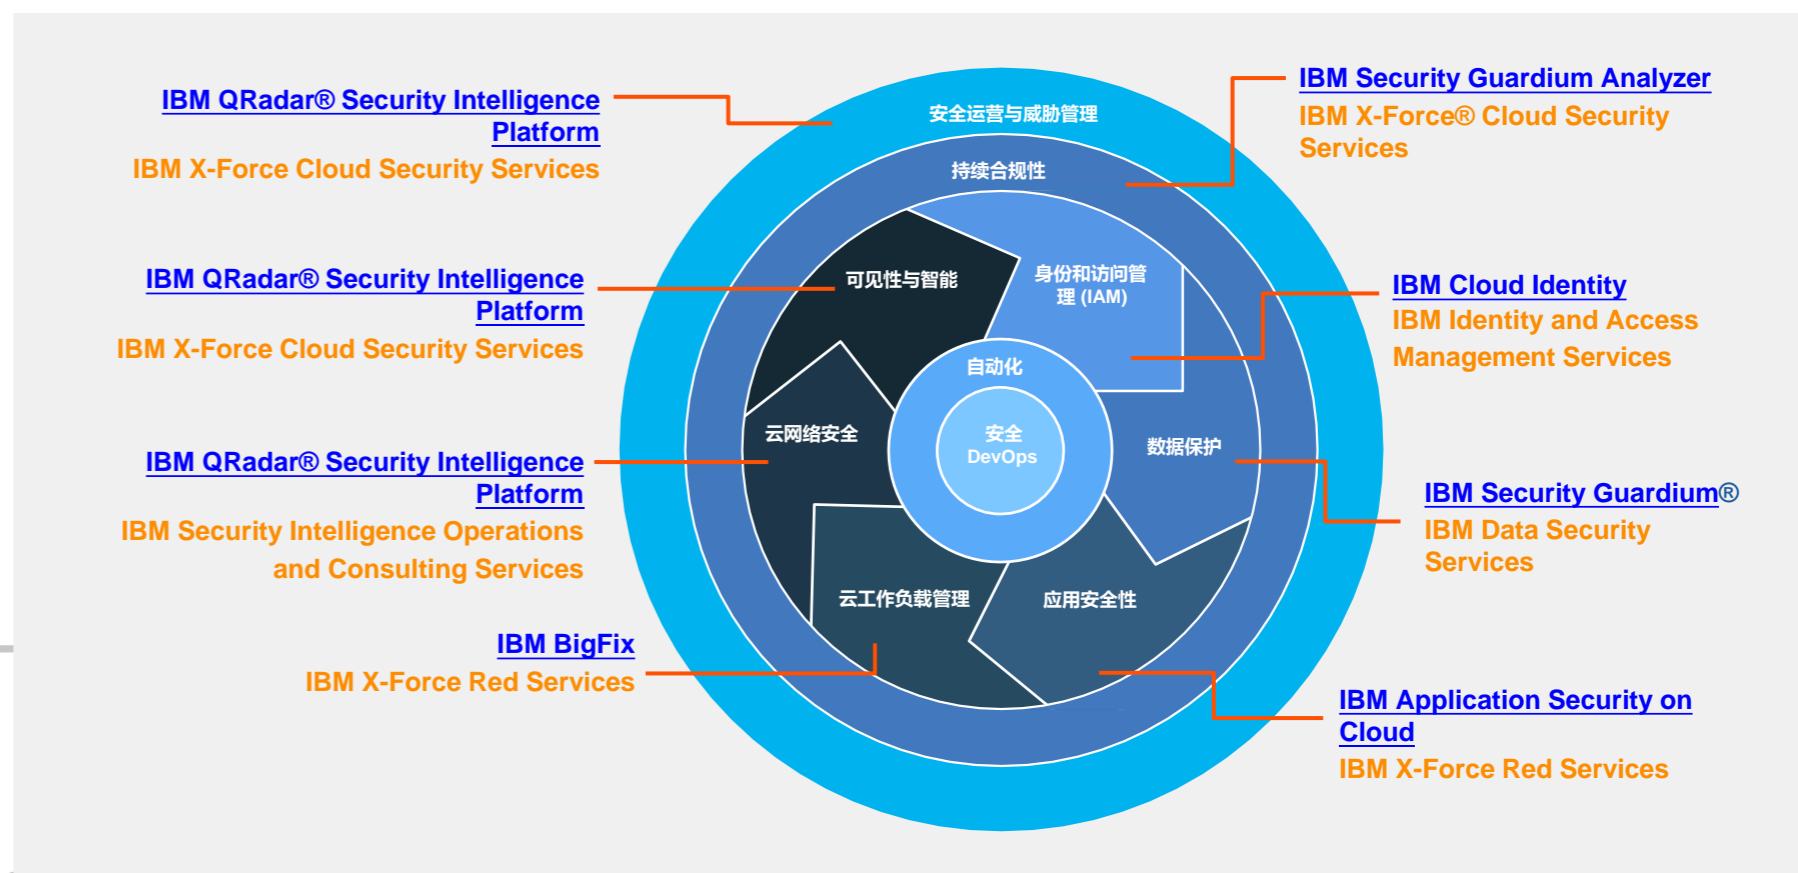 IBM QRadar® Security Intelligence
Platform
IBM X-Force Cloud Security Services
IBM QRadar® Security Intelligence
Platform
IBM X-Force Cloud Security Services
IBM QRadar® Security Intelligence
Platform
IBM Security Intelligence Operations
and Consulting Services
IBM BigFix
IBM X-Force Red Services
安全运营与威胁管理
持续合规性
可见性与智能
身份和访问管
理 (IAM)
自动化
云网络安全
安全
DevOps
数据保护
云工作负载管理
应用安全性
IBM Security Guardium Analyzer
IBM X-Force® Cloud Security
Services
IBM Cloud Identity
IBM Identity and Access
Management Services
IBM Security Guardium®
IBM Data Security
Services
IBM Application Security on
Cloud
IBM X-Force Red Services